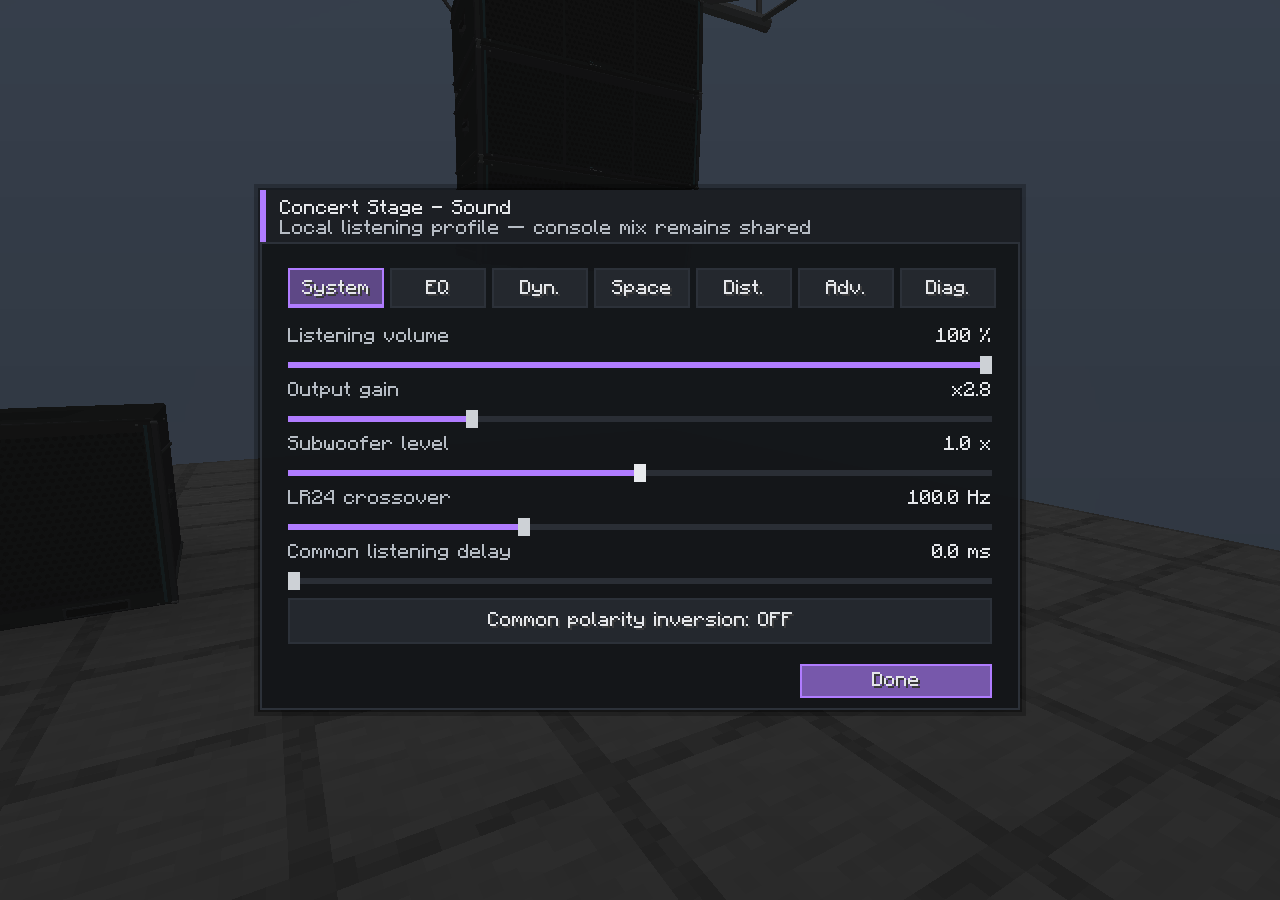 Concert Stage – Sound
Local listening profile — console mix remains shared
System EQ Dyn. Space Dist. Adv. Diag.
Listening volume 100 %
Output gain x2.8
Subwoofer level 1.0 x
LR24 crossover 100.0 Hz
Common listening delay 0.0 ms
Common polarity inversion: OFF
Done